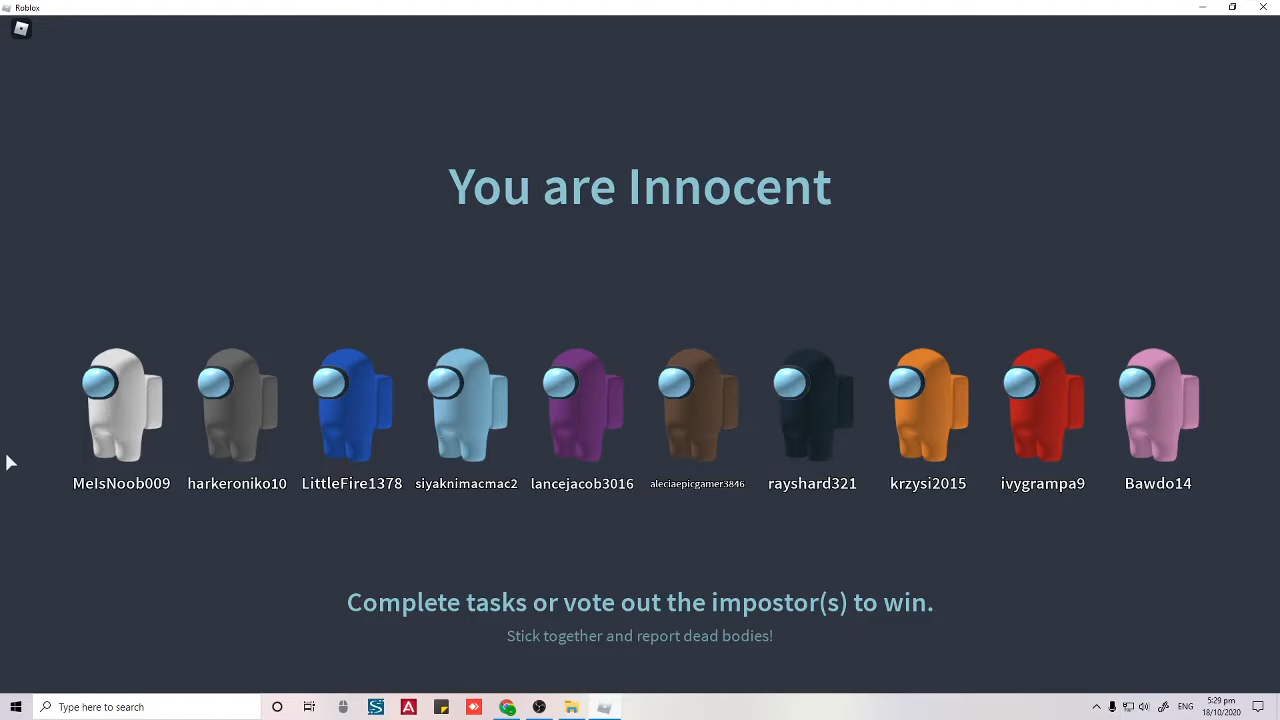 Roblox
You are Innocent
MeIsNoob009 harkeroniko10 LittleFire1378 siyaknimacmac2 lancejacob3016 aleciaepicgamer3846 rayshard321 krzysi2015 ivygrampa9 Bawdo14
Complete tasks or vote out the impostor(s) to win.
Stick together and report dead bodies!
Type here to search
ENG
5:29 pm
18/10/2020